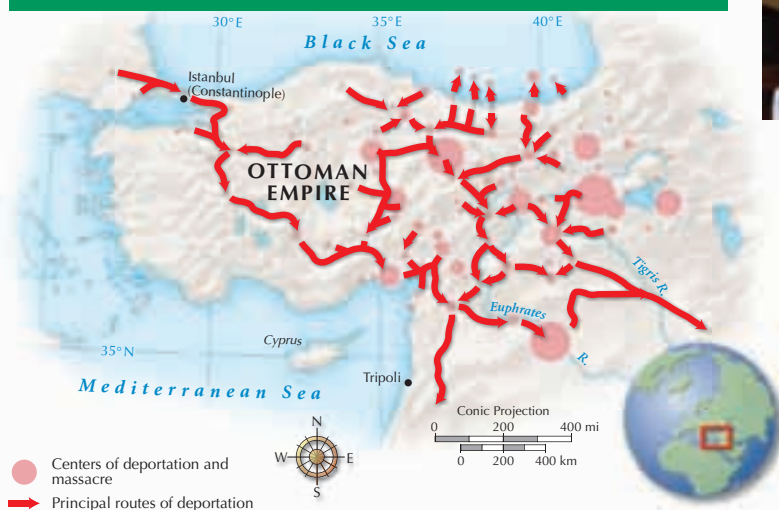 30°E
35°E
40°E
Black Sea
Istanbul
(Constantinople)
OTTOMAN
EMPIRE
Tigris R.
Euphrates
R.
Cyprus
35°N
Tripoli
Mediterranean Sea
Conic Projection
0 200 400 mi
0 200 400 km
N
W E
S
Centers of deportation and
massacre
Principal routes of deportation